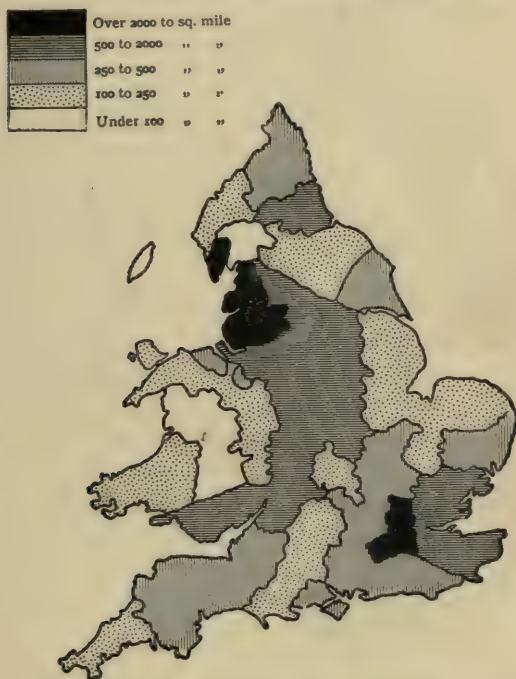 Over 2000 to sq. mile
500 to 2000 " "
250 to 500 " "
100 to 250 " "
Under 100 " "